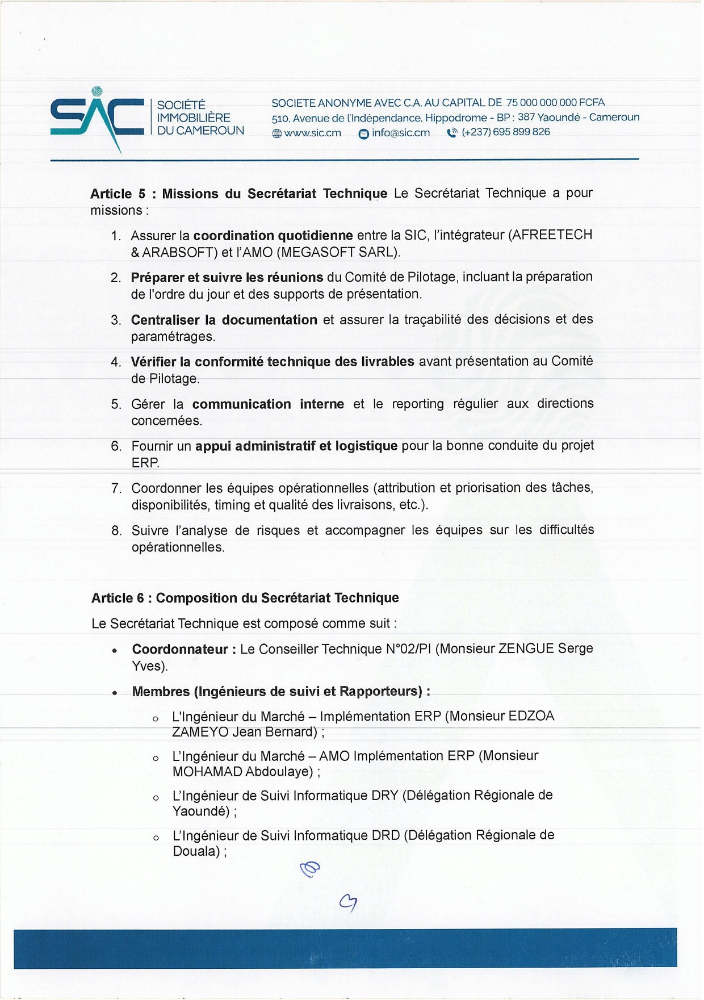 SAC
SOCIÉTÉ
IMMOBILIÈRE
DU CAMEROUN
SOCIETE ANONYME AVEC C.A. AU CAPITAL DE 75 000 000 000 FCFA
510, Avenue de l'Indépendance, Hippodrome - BP : 387 Yaoundé - Cameroun
www.sic.cm info@sic.cm (+237) 695 899 826
Article 5 : Missions du Secrétariat Technique Le Secrétariat Technique a pour
missions :
1. Assurer la coordination quotidienne entre la SIC, l'intégrateur (AFREETECH
& ARABSOFT) et l'AMO (MEGASOFT SARL).
2. Préparer et suivre les réunions du Comité de Pilotage, incluant la préparation
de l'ordre du jour et des supports de présentation.
3. Centraliser la documentation et assurer la traçabilité des décisions et des
paramétrages.
4. Vérifier la conformité technique des livrables avant présentation au Comité
de Pilotage.
5. Gérer la communication interne et le reporting régulier aux directions
concernées.
6. Fournir un appui administratif et logistique pour la bonne conduite du projet
ERP.
7. Coordonner les équipes opérationnelles (attribution et priorisation des tâches,
disponibilités, timing et qualité des livraisons, etc.).
8. Suivre l'analyse de risques et accompagner les équipes sur les difficultés
opérationnelles.
Article 6 : Composition du Secrétariat Technique
Le Secrétariat Technique est composé comme suit :
• Coordonnateur : Le Conseiller Technique N°02/PI (Monsieur ZENGUE Serge
Yves).
• Membres (Ingénieurs de suivi et Rapporteurs) :
o L'Ingénieur du Marché – Implémentation ERP (Monsieur EDZOA
ZAMEYO Jean Bernard) ;
o L'Ingénieur du Marché – AMO Implémentation ERP (Monsieur
MOHAMAD Abdoulaye) ;
o L'Ingénieur de Suivi Informatique DRY (Délégation Régionale de
Yaoundé) ;
o L'Ingénieur de Suivi Informatique DRD (Délégation Régionale de
Douala) ;